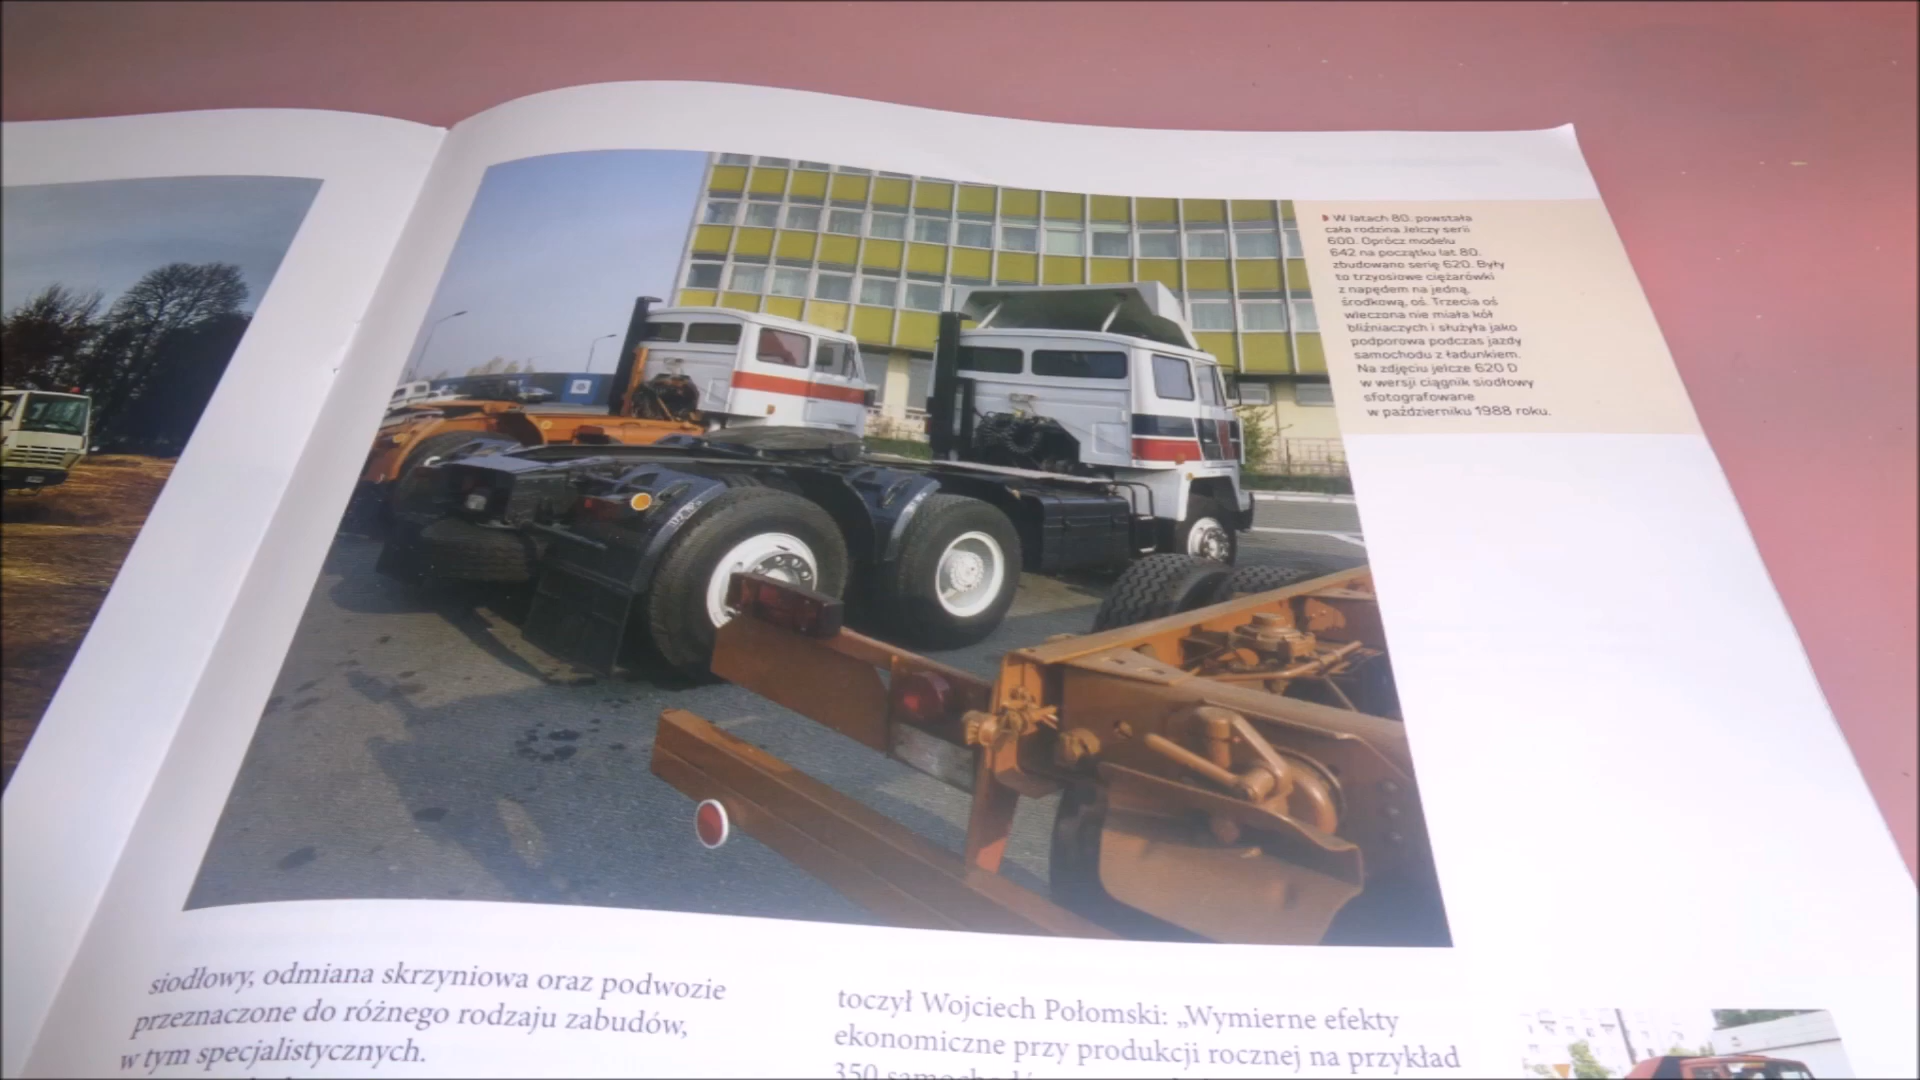 W latach 80. powstała
cała rodzina Jelczy serii
600. Oprócz modelu
642 na początku lat 80.
zbudowano serię 620. Były
to trzyosiowe ciężarówki
z napędem na jedną,
środkową, oś. Trzecia oś
wleczona nie miała kół
bliźniaczych i służyła jako
podporowa podczas jazdy
samochodu z ładunkiem.
Na zdjęciu jelcze 620 D
w wersji ciągnik siodłowy
sfotografowane
w październiku 1988 roku.
siodłowy, odmiana skrzyniowa oraz podwozie
przeznaczone do różnego rodzaju zabudów,
w tym specjalistycznych.
toczył Wojciech Połomski: „Wymierne efekty
ekonomiczne przy produkcji rocznej na przykład
350